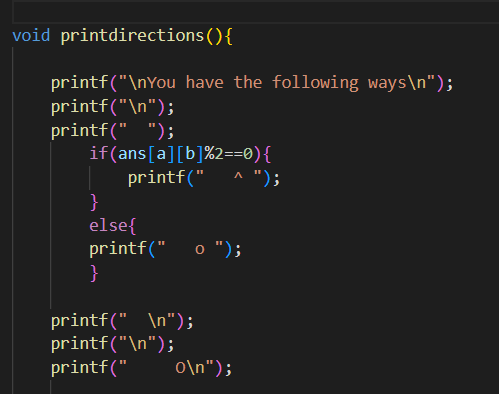 void printdirections(){
printf("\nYou have the following ways\n");
printf("\n");
printf("  ");
if(ans[a][b]%2==0){
printf("   ^ ");
}
else{
printf("   o ");
}
printf("  \n");
printf("\n");
printf("     O\n");